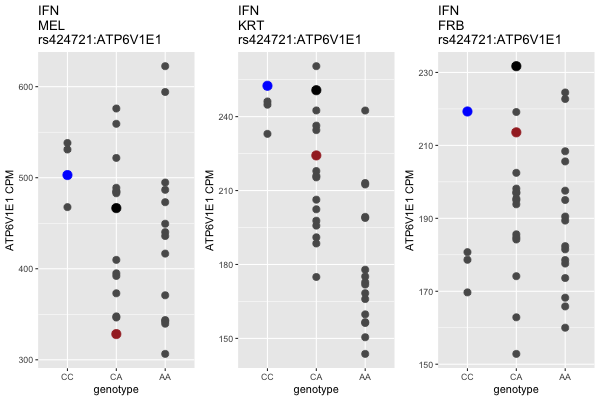 IFN
MEL
rs424721:ATP6V1E1
ATP6V1E1 CPM
600
500
400
300
CC
CA
AA
genotype
IFN
KRT
rs424721:ATP6V1E1
ATP6V1E1 CPM
240
210
180
150
CC
CA
AA
genotype
IFN
FRB
rs424721:ATP6V1E1
ATP6V1E1 CPM
230
210
190
170
150
CC
CA
AA
genotype